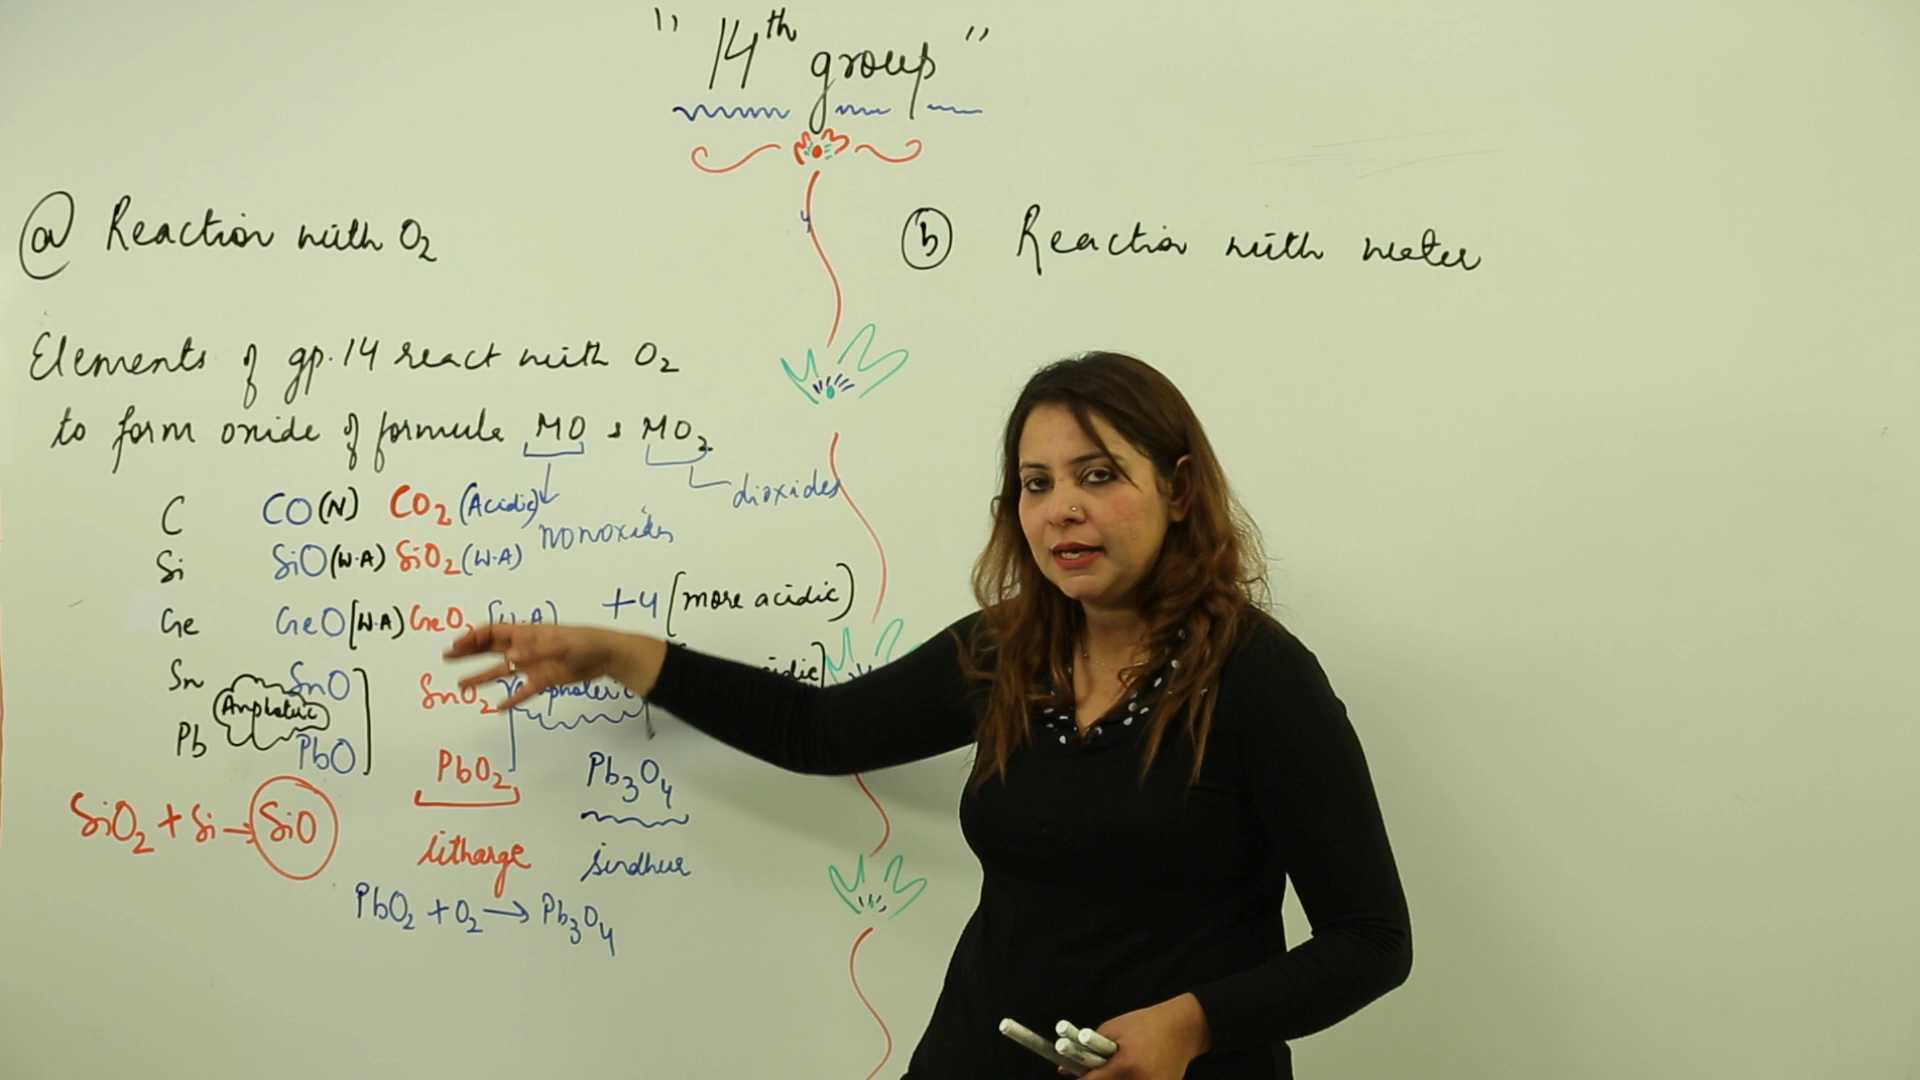 " 14th group "
@ Reaction with O2
Elements of gp. 14 react with O2
to form oxide of formula MO & MO2
dioxides
monoxides
C CO(N) CO2 (Acidic)
Si SiO(W.A) SiO2 (W.A)
Ge GeO[W.A) GeO2 (W.A)
+4 (more acidic)
Sn SnO SnO2
Amphoteric
Pb PbO PbO2 Pb3O4
litharge sindhur
SiO2 + Si → SiO
PbO2 + O2 → Pb3O4
(b) Reaction with water